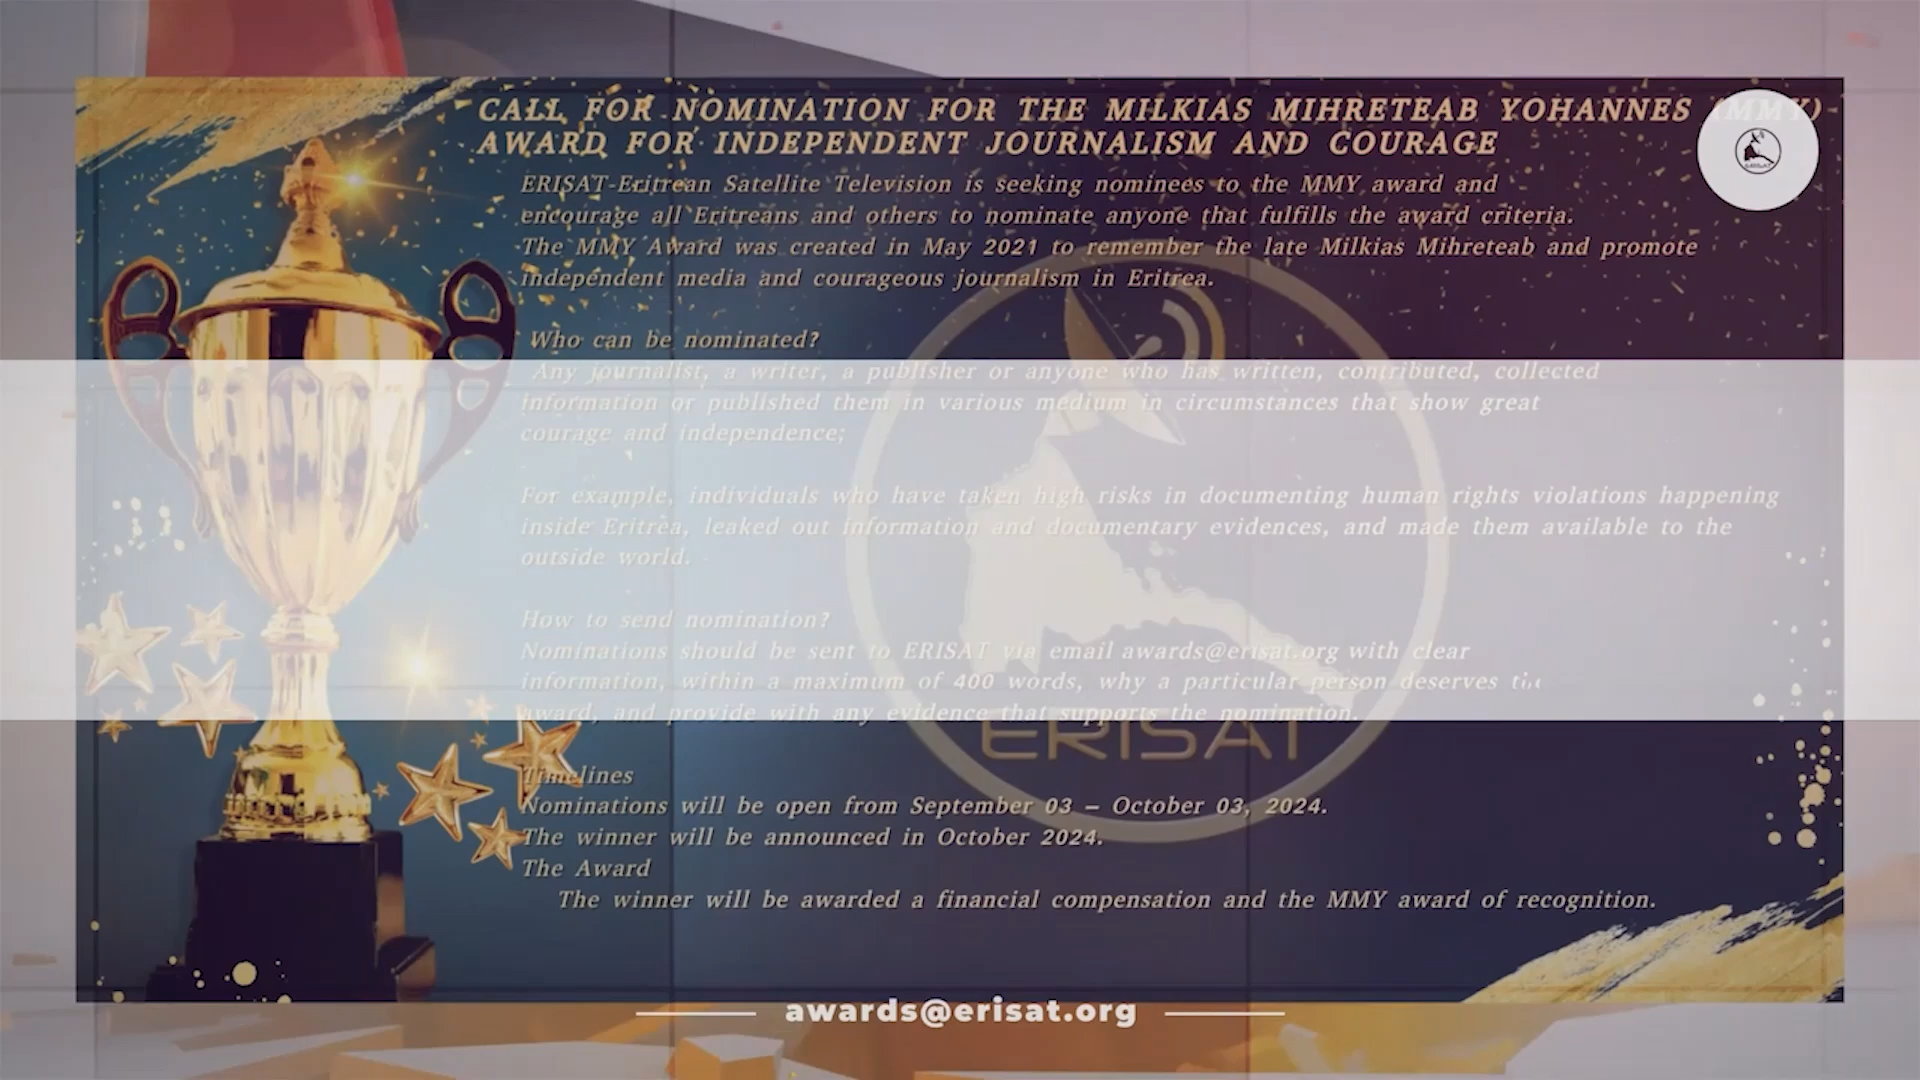 CALL FOR NOMINATION FOR THE MILKIAS MIHRETEAB YOHANNES (MMY)
AWARD FOR INDEPENDENT JOURNALISM AND COURAGE
ERISAT-Eritrean Satellite Television is seeking nominees to the MMY award and
encourage all Eritreans and others to nominate anyone that fulfills the award criteria.
The MMY Award was created in May 2021 to remember the late Milkias Mihreteab and promote
independent media and courageous journalism in Eritrea.
Who can be nominated?
Any journalist, a writer, a publisher or anyone who has written, contributed, collected
information or published them in various medium in circumstances that show great
courage and independence;
For example, individuals who have taken high risks in documenting human rights violations happening
inside Eritrea, leaked out information and documentary evidences, and made them available to the
outside world.
How to send nomination?
Nominations should be sent to ERISAT via email awards@erisat.org with clear
information, within a maximum of 400 words, why a particular person deserves the
award, and provide with any evidence that supports the nomination.
ERISAT
Timelines
Nominations will be open from September 03 – October 03, 2024.
The winner will be announced in October 2024.
The Award
The winner will be awarded a financial compensation and the MMY award of recognition.
awards@erisat.org